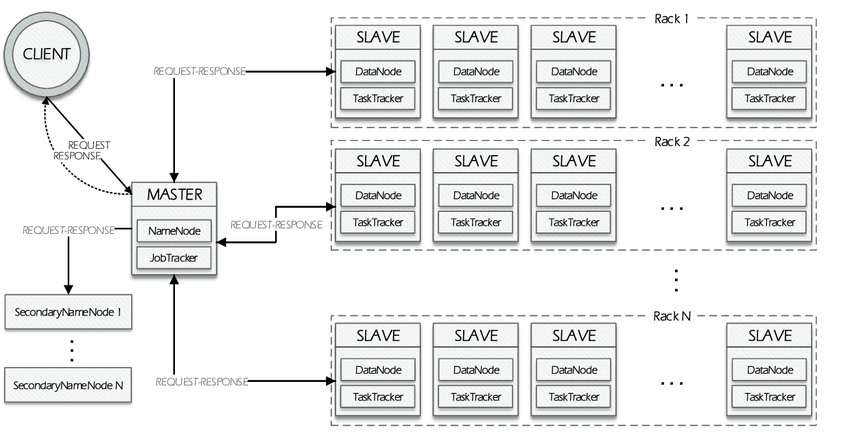 CLIENT
REQUEST
RESPONSE
MASTER
NameNode
JobTracker
REQUEST-RESPONSE
SecondaryNameNode 1
SecondaryNameNode N
REQUEST-RESPONSE
REQUEST-RESPONSE
REQUEST-RESPONSE
Rack 1
SLAVE SLAVE SLAVE SLAVE
DataNode DataNode DataNode ... DataNode
TaskTracker TaskTracker TaskTracker TaskTracker
Rack 2
SLAVE SLAVE SLAVE SLAVE
DataNode DataNode DataNode ... DataNode
TaskTracker TaskTracker TaskTracker TaskTracker
Rack N
SLAVE SLAVE SLAVE SLAVE
DataNode DataNode DataNode ... DataNode
TaskTracker TaskTracker TaskTracker TaskTracker